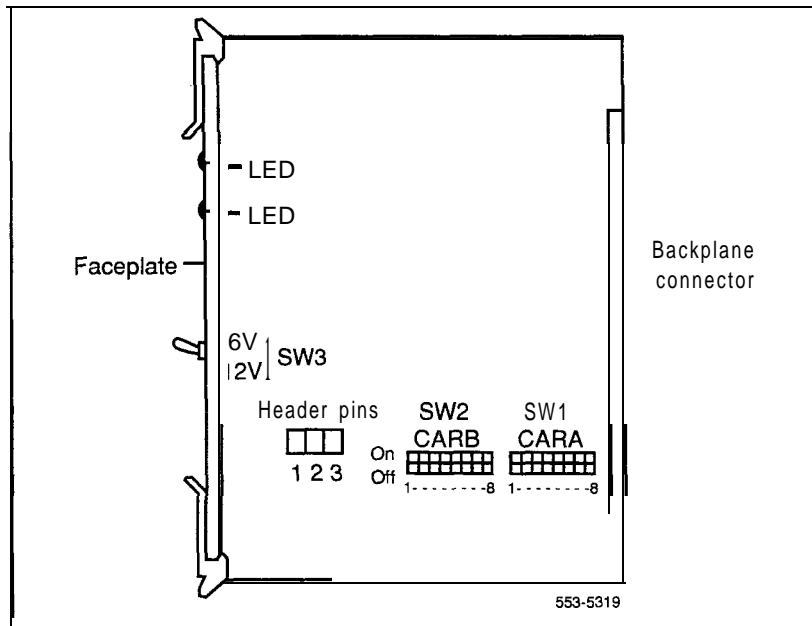 LED
LED
Faceplate
Backplane
connector
6V
12V
SW3
Header pins
SW2
SW1
CARB
CARA
On
Off
1 2 3
1--------8
1--------8
553-5319